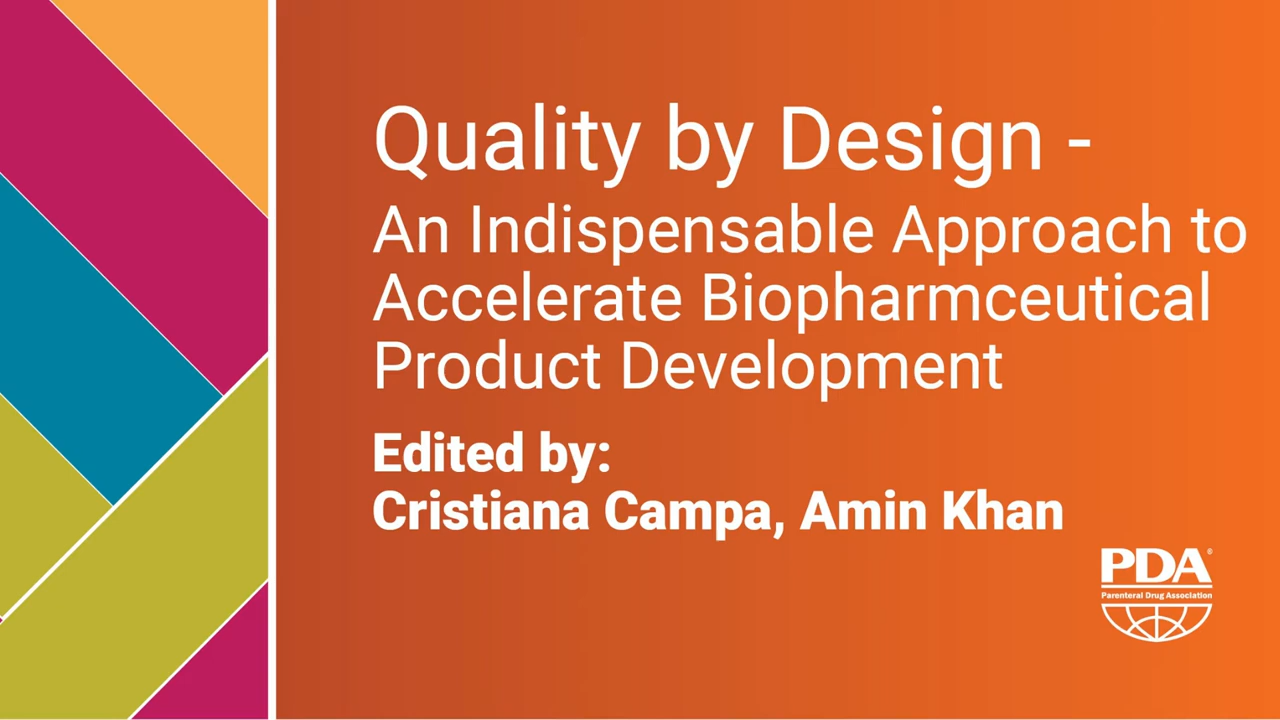 Quality by Design -
An Indispensable Approach to
Accelerate Biopharmceutical
Product Development
Edited by:
Cristiana Campa, Amin Khan
PDA®
Parenteral Drug Association